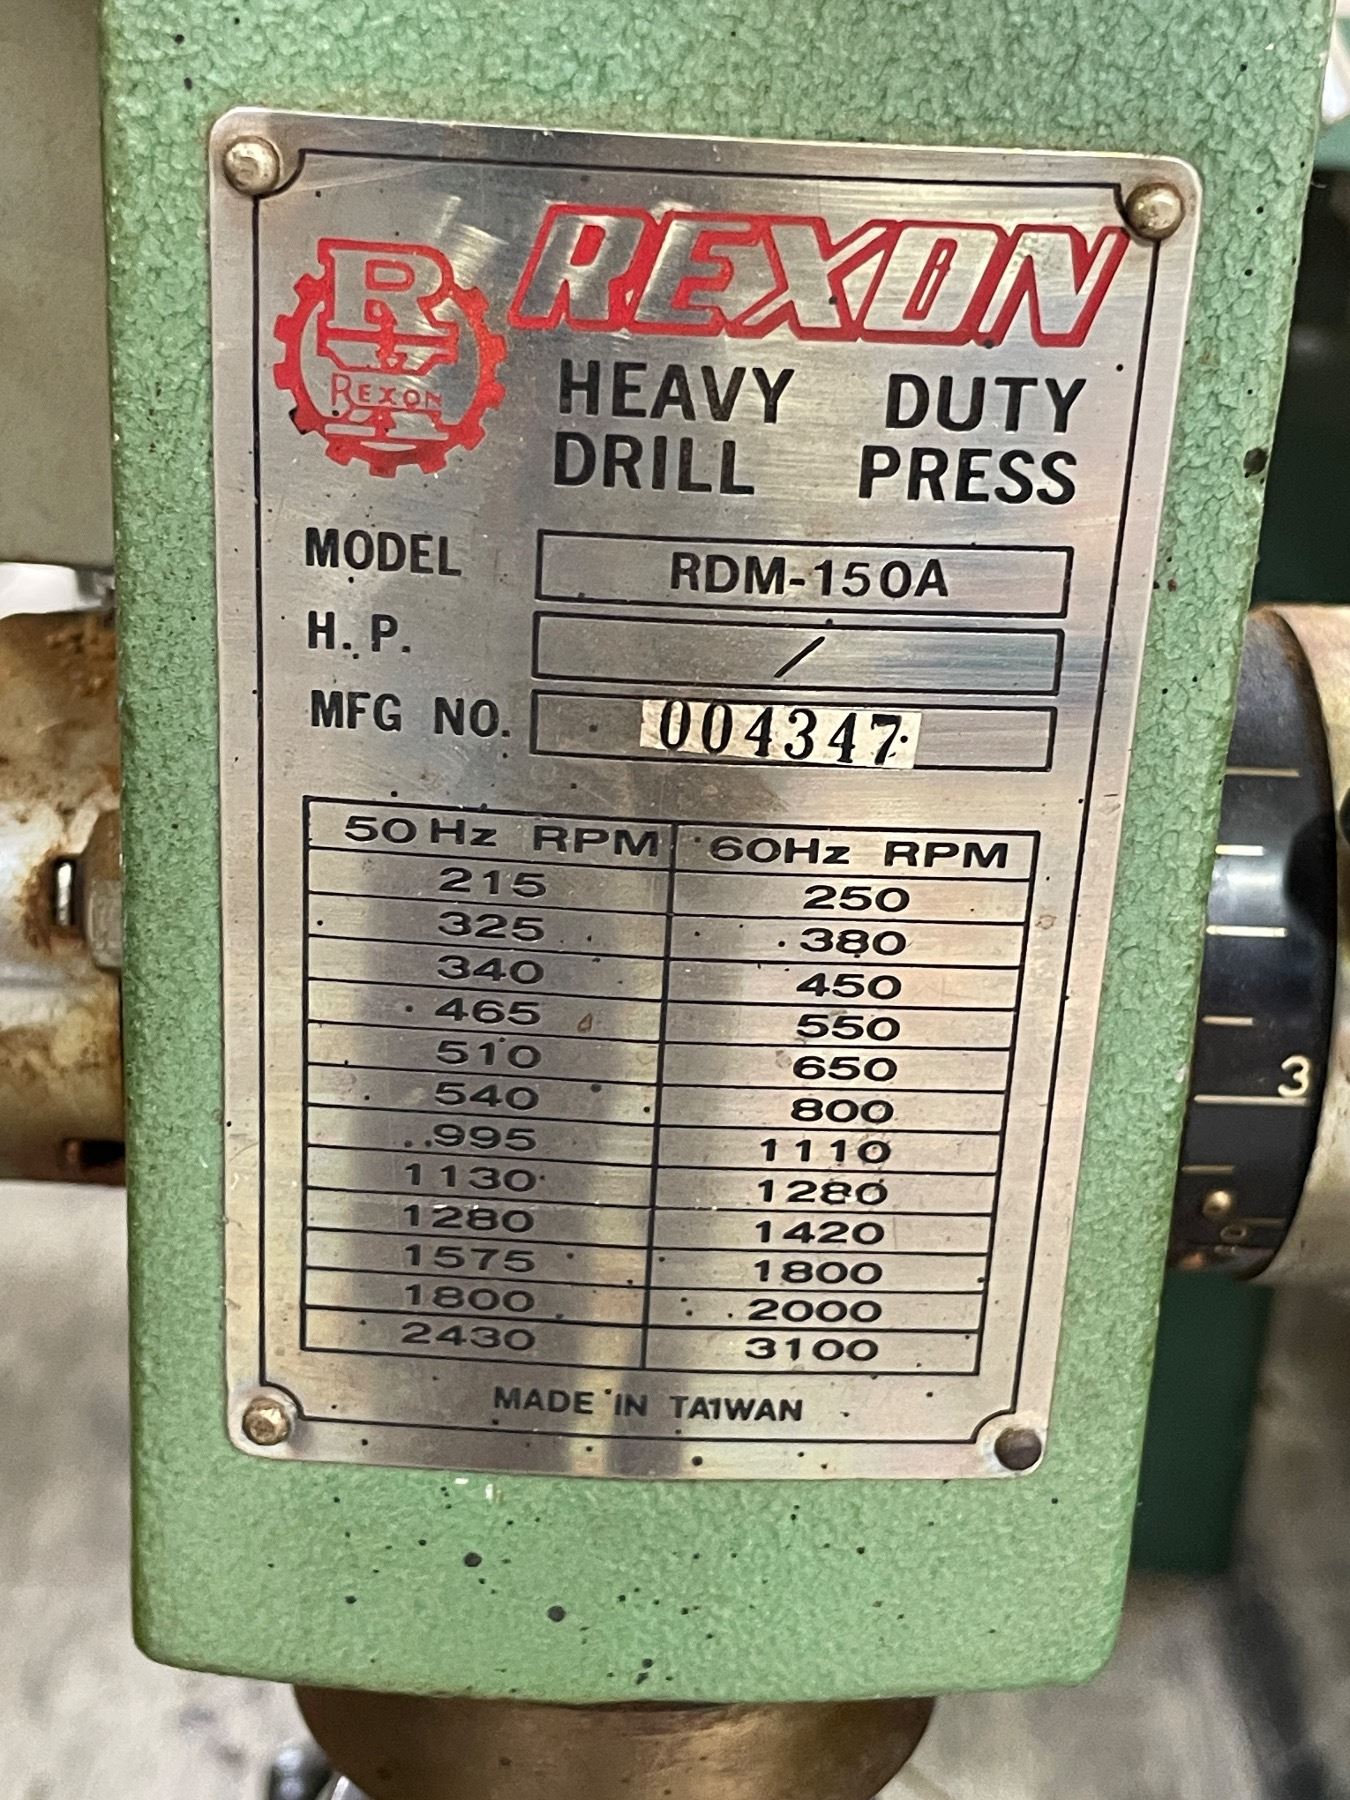 R
REXON
REXON
HEAVY DUTY
DRILL PRESS
MODEL RDM-150A
H.P. /
MFG NO. 004347
50Hz RPM 60Hz RPM
215 250
325 380
340 450
465 550
510 650
540 800
995 1110
1130 1280
1280 1420
1575 1800
1800 2000
2430 3100
MADE IN TAIWAN
3
0